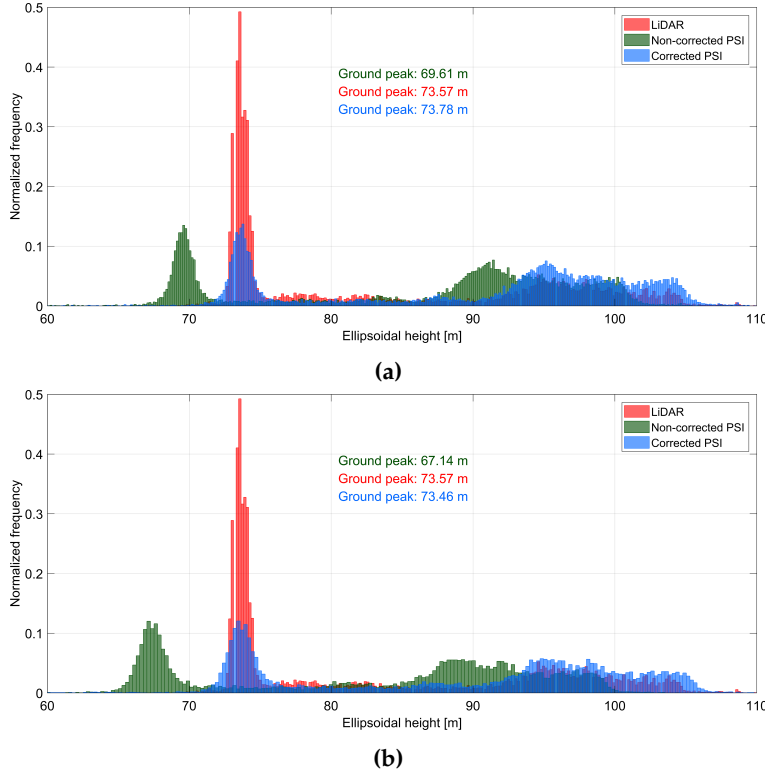 0.5
LiDAR
Non-corrected PSI
Corrected PSI
Ground peak: 69.61 m
Ground peak: 73.57 m
Ground peak: 73.78 m
0.4
0.3
0.2
0.1
0
Normalized frequency
60 70 80 90 100 110
Ellipsoidal height [m]
(a)
0.5
LiDAR
Non-corrected PSI
Corrected PSI
Ground peak: 67.14 m
Ground peak: 73.57 m
Ground peak: 73.46 m
0.4
0.3
0.2
0.1
0
Normalized frequency
60 70 80 90 100 110
Ellipsoidal height [m]
(b)